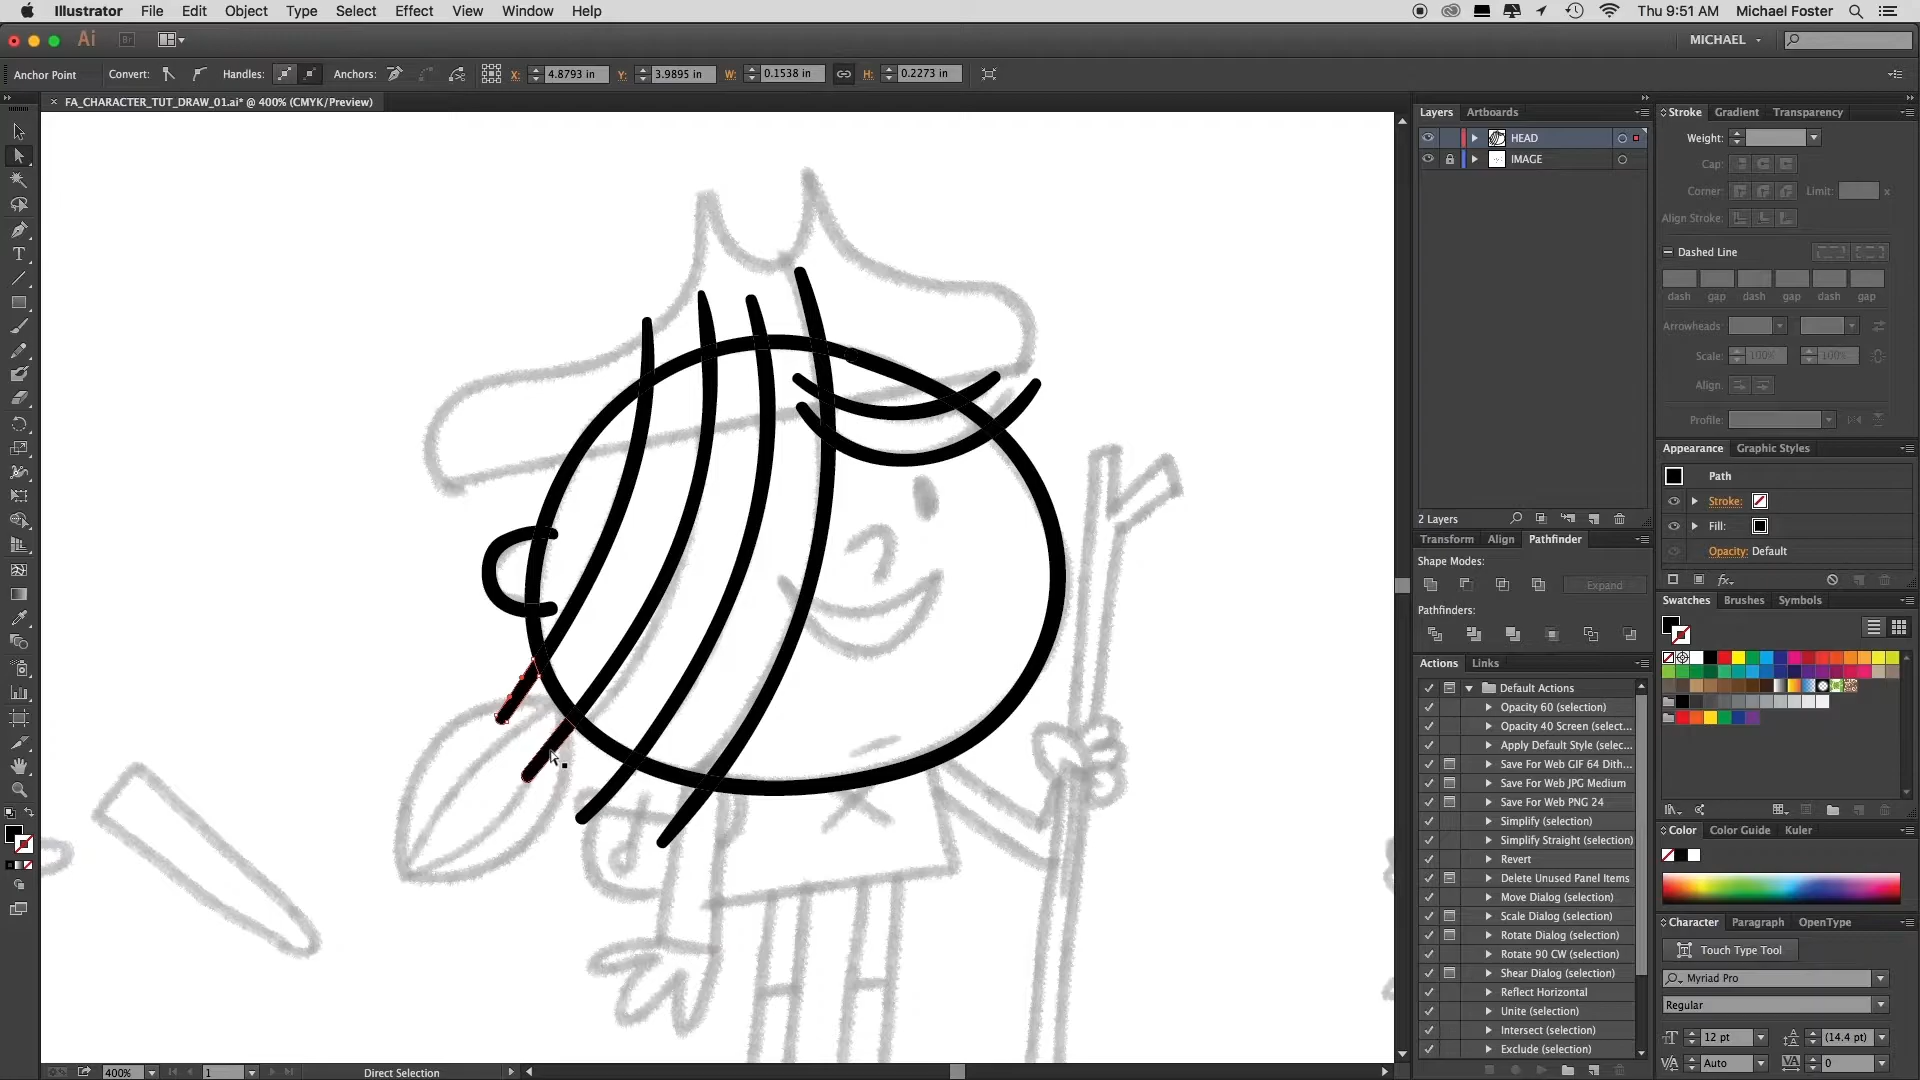 Illustrator File Edit Object Type Select Effect View Window Help
Thu 9:51 AM Michael Foster
Ai Br MICHAEL
Anchor Point Convert: Handles: Anchors: X: 4.8793 in Y: 3.9895 in W: 0.1538 in H: 0.2273 in
× FA_CHARACTER_TUT_DRAW_01.ai* @ 400% (CMYK/Preview)
Layers Artboards
HEAD
IMAGE
2 Layers
Transform Align Pathfinder
Shape Modes:
Expand
Pathfinders:
Actions Links
Default Actions
Opacity 60 (selection)
Opacity 40 Screen (select...
Apply Default Style (selec...
Save For Web GIF 64 Dith...
Save For Web JPG Medium
Save For Web PNG 24
Simplify (selection)
Simplify Straight (selection)
Revert
Delete Unused Panel Items
Move Dialog (selection)
Scale Dialog (selection)
Rotate Dialog (selection)
Rotate 90 CW (selection)
Shear Dialog (selection)
Reflect Horizontal
Unite (selection)
Intersect (selection)
Exclude (selection)
Stroke Gradient Transparency
Weight:
Cap:
Corner: Limit: x
Align Stroke:
Dashed Line
dash gap dash gap dash gap
Arrowheads:
Scale: 100% 100%
Align:
Profile:
Appearance Graphic Styles
Path
Stroke:
Fill:
Opacity: Default
fx
Swatches Brushes Symbols
Color Color Guide Kuler
Character Paragraph OpenType
Touch Type Tool
Myriad Pro
Regular
12 pt (14.4 pt)
Auto 0
400% 1 Direct Selection